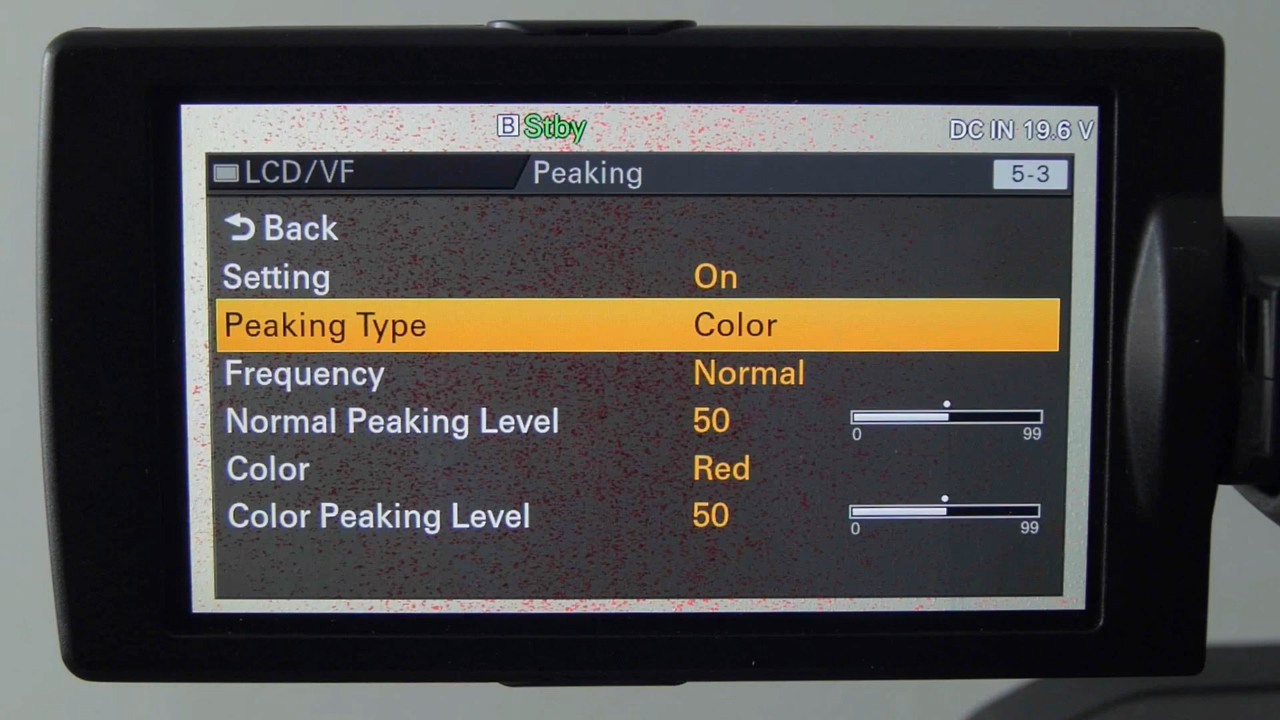 B Stby DC IN 19.6 V
LCD/VF Peaking 5-3
Back
Setting On
Peaking Type Color
Frequency Normal
Normal Peaking Level 50
0 99
Color Red
Color Peaking Level 50
0 99